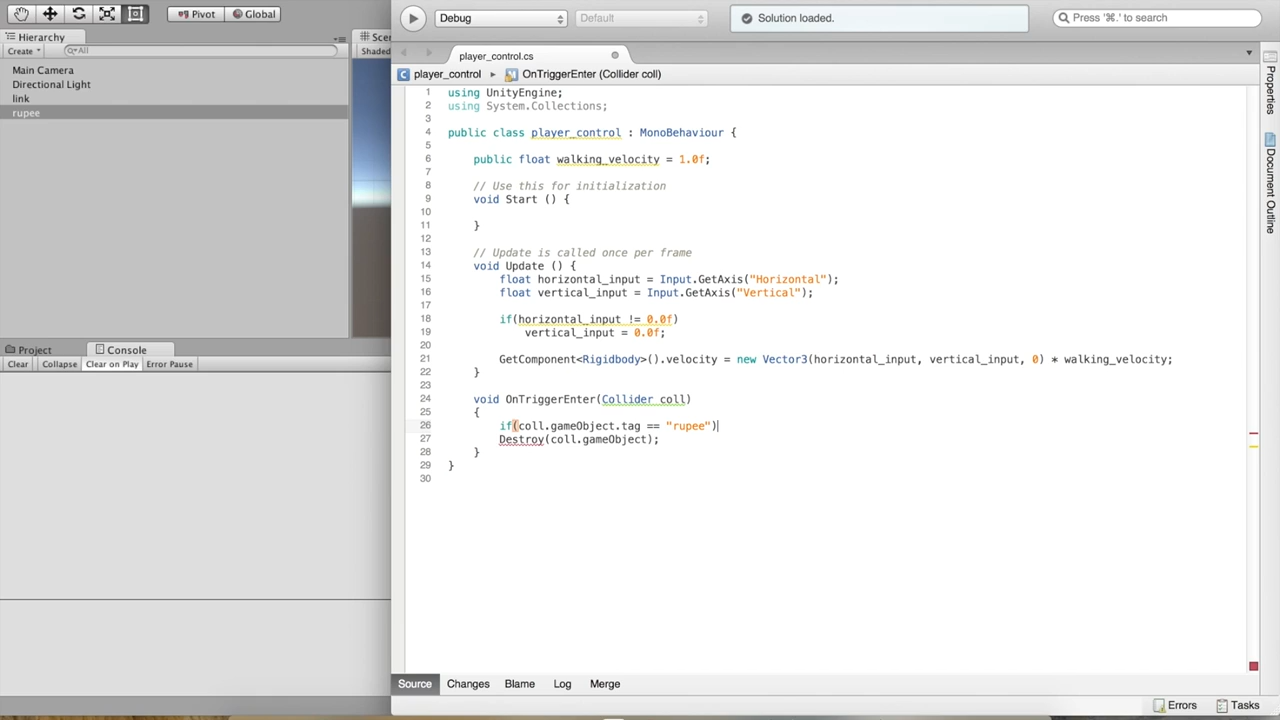 Pivot
Global
Debug
Default
Solution loaded.
Press '⌘.' to search
Hierarchy
Scen
Create
All
Shaded
player_control.cs
Main Camera
Directional Light
link
rupee
player_control
OnTriggerEnter (Collider coll)
1 using UnityEngine;
2 using System.Collections;
3
4 public class player_control : MonoBehaviour {
5
6 public float walking_velocity = 1.0f;
7
8 // Use this for initialization
9 void Start () {
10
11 }
12
13 // Update is called once per frame
14 void Update () {
15 float horizontal_input = Input.GetAxis("Horizontal");
16 float vertical_input = Input.GetAxis("Vertical");
17
18 if(horizontal_input != 0.0f)
19 vertical_input = 0.0f;
20
21 GetComponent<Rigidbody>().velocity = new Vector3(horizontal_input, vertical_input, 0) * walking_velocity;
22 }
23
24 void OnTriggerEnter(Collider coll)
25 {
26 if(coll.gameObject.tag == "rupee")
27 Destroy(coll.gameObject);
28 }
29 }
30
Properties
Document Outline
Project
Console
Clear
Collapse
Clear on Play
Error Pause
Source
Changes
Blame
Log
Merge
Errors
Tasks